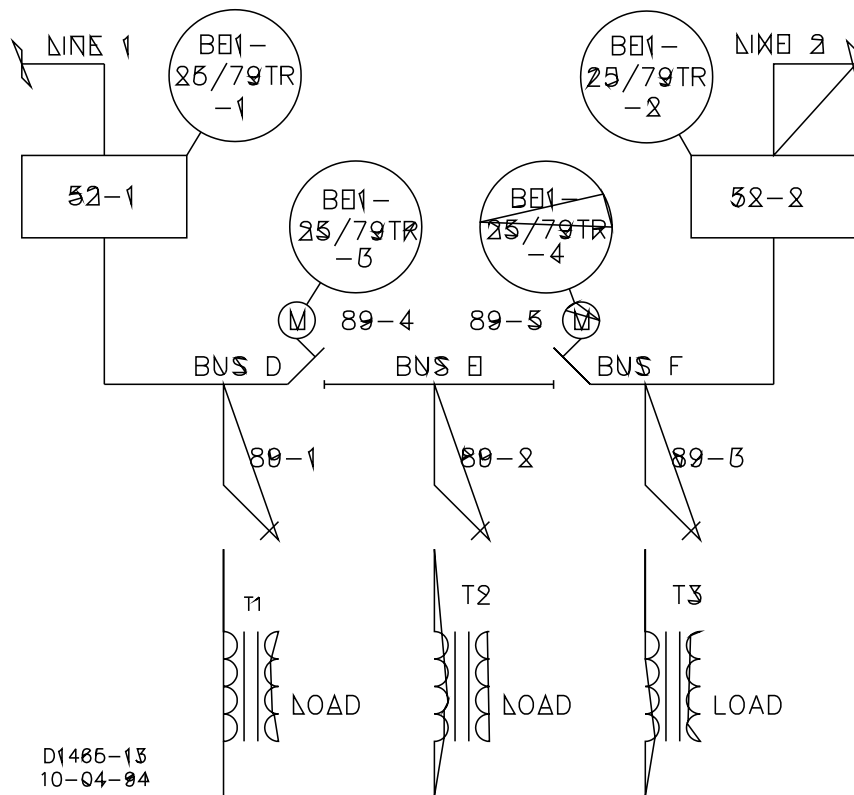 LINE 1
BE1-
25/79TR
-1
BE1-
25/79TR
-2
LINE 2
52-1
BE1-
25/79TR
-3
BE1-
25/79TR
-4
52-2
M
89-4
89-5
M
BUS D
BUS E
BUS F
89-1
89-2
89-3
T1
T2
T3
LOAD
LOAD
LOAD
D1465-13
10-04-94